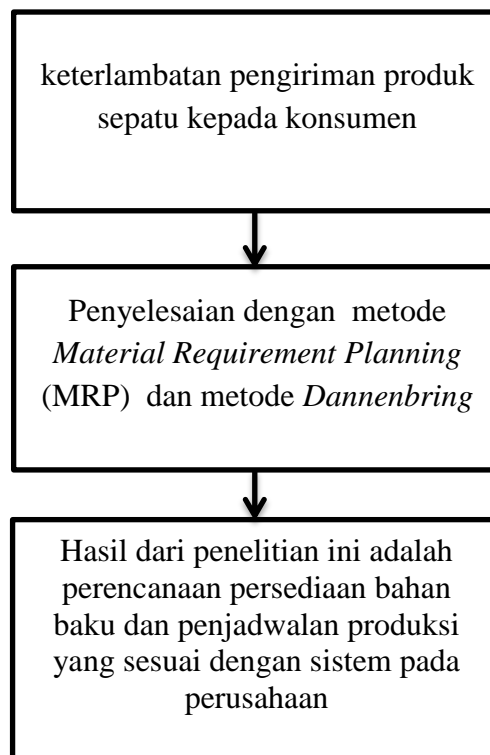 keterlambatan pengiriman produk
sepatu kepada konsumen
Penyelesaian dengan metode
Material Requirement Planning
(MRP) dan metode Dannenbring
Hasil dari penelitian ini adalah
perencanaan persediaan bahan
baku dan penjadwalan produksi
yang sesuai dengan sistem pada
perusahaan